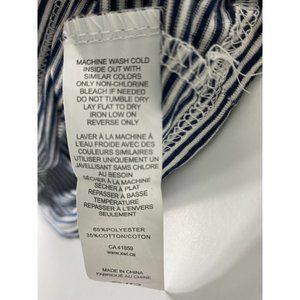 MACHINE WASH COLD
INSIDE OUT WITH
SIMILAR COLORS
ONLY NON-CHLORINE
BLEACH IF NEEDED
DO NOT TUMBLE DRY
LAY FLAT TO DRY
IRON LOW ON
REVERSE ONLY
LAVER À LA MACHINE À
L'EAU FROIDE AVEC DES
COULEURS SIMILAIRES
UTILISER UNIQUEMENT UN
JAVELLISANT SANS CHLORE
AU BESOIN
SÉCHER À LA MACHINE
SÉCHER À PLAT
REPASSER À BASSE
TEMPÉRATURE
REPASSER À L'ENVERS
SEULEMENT
65%POLYESTER
35%COTTON/COTON
CA 41859
MADE IN CHINA
FABRIQUÉ AU CHINE